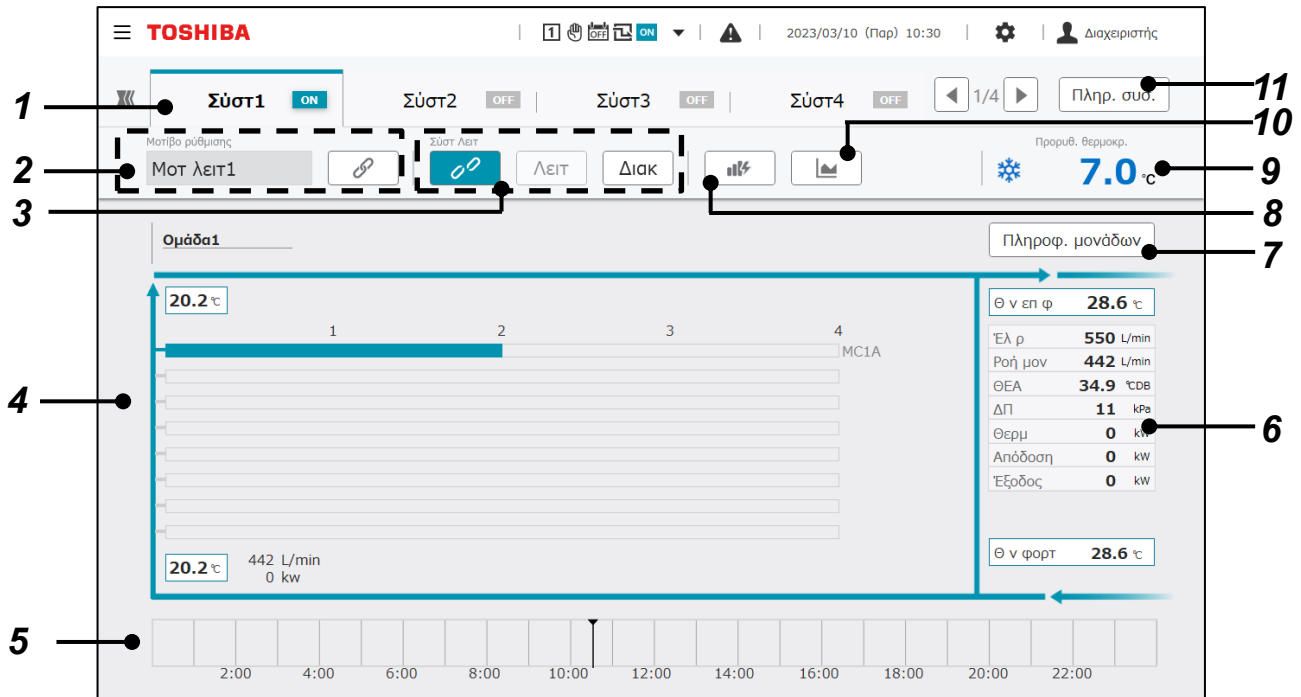 TOSHIBA 1 OFF ON 2023/03/10 (Παρ) 10:30 Διαχειριστής
1 Σύστ1 ON Σύστ2 OFF Σύστ3 OFF Σύστ4 OFF 1/4 Πληρ. συσ. 11
10
Μοτίβο ρύθμισης Σύστ Λειτ Προρυθ. θερμοκρ.
2 Μοτ λειτ1 Λειτ Διακ 7.0 °C 9
3 8
Ομάδα1 Πληροφ. μονάδων 7
20.2 ℃ Θ ν επ φ 28.6 ℃
1 2 3 4
MC1A
Έλ ρ 550 L/min
Ροή μον 442 L/min
ΘΕΑ 34.9 ℃DB
4 ΔΠ 11 kPa
Θερμ 0 kW 6
Απόδοση 0 kW
Έξοδος 0 kW
20.2 ℃ 442 L/min
0 kw
Θ ν φορτ 28.6 ℃
5
2:00 4:00 6:00 8:00 10:00 12:00 14:00 16:00 18:00 20:00 22:00